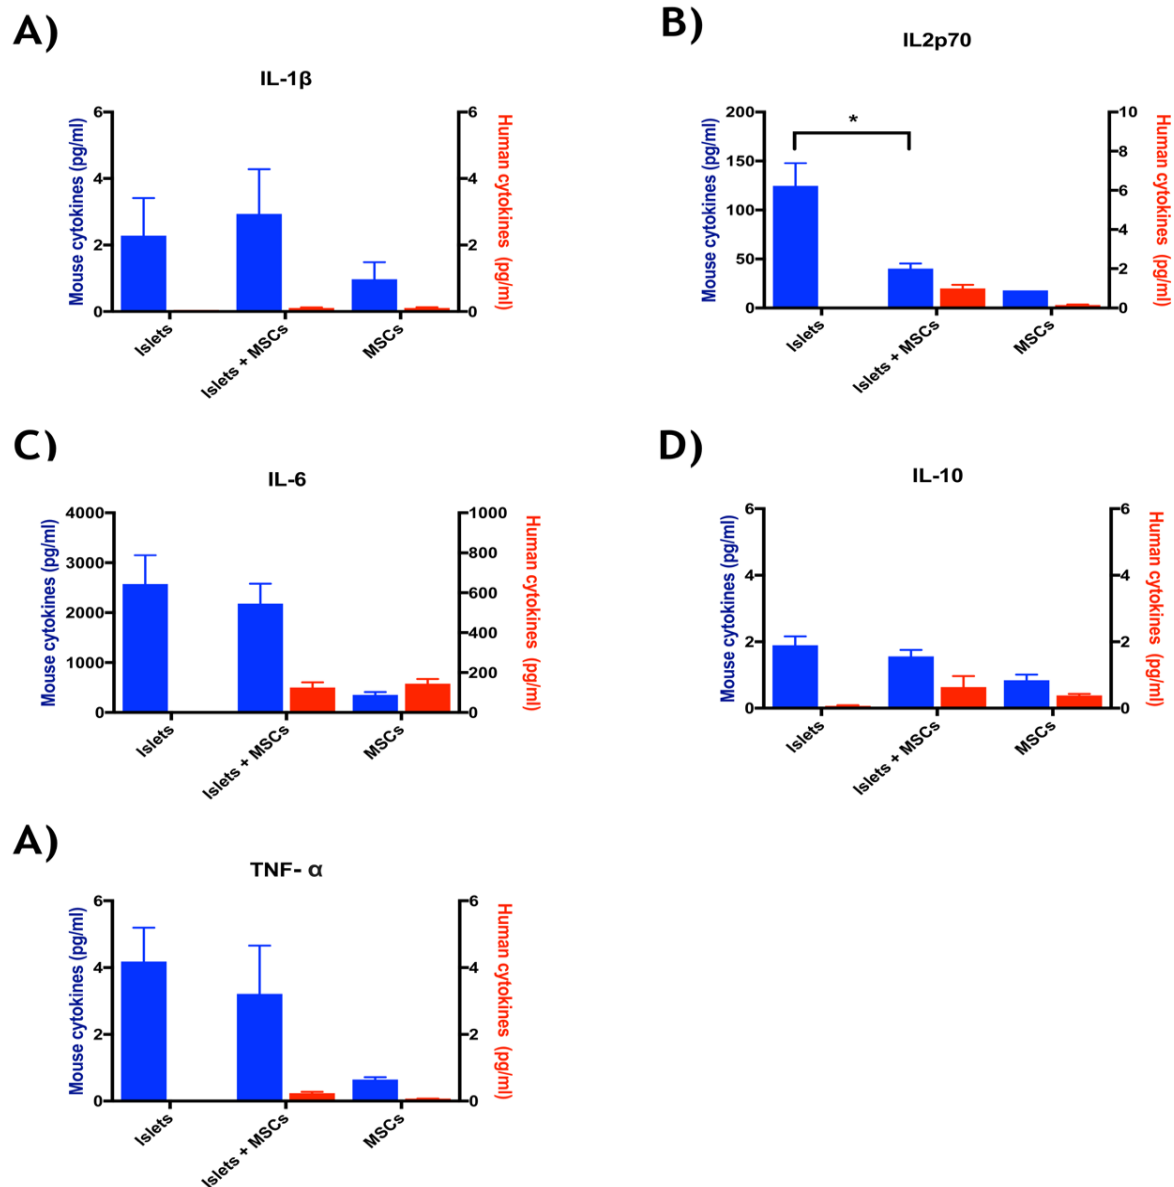 A)
IL-1β
Mouse cytokines (pg/ml)
6
4
2
0
6
4
2
0
Human cytokines (pg/ml)
Islets
Islets + MSCs
MSCs
B)
IL2p70
Mouse cytokines (pg/ml)
200
150
100
50
0
*
10
8
6
4
2
0
Human cytokines (pg/ml)
Islets
Islets + MSCs
MSCs
C)
IL-6
Mouse cytokines (pg/ml)
4000
3000
2000
1000
0
1000
800
600
400
200
0
Human cytokines (pg/ml)
Islets
Islets + MSCs
MSCs
D)
IL-10
Mouse cytokines (pg/ml)
6
4
2
0
6
4
2
0
Human cytokines (pg/ml)
Islets
Islets + MSCs
MSCs
A)
TNF- α
Mouse cytokines (pg/ml)
6
4
2
0
6
4
2
0
Human cytokines (pg/ml)
Islets
Islets + MSCs
MSCs